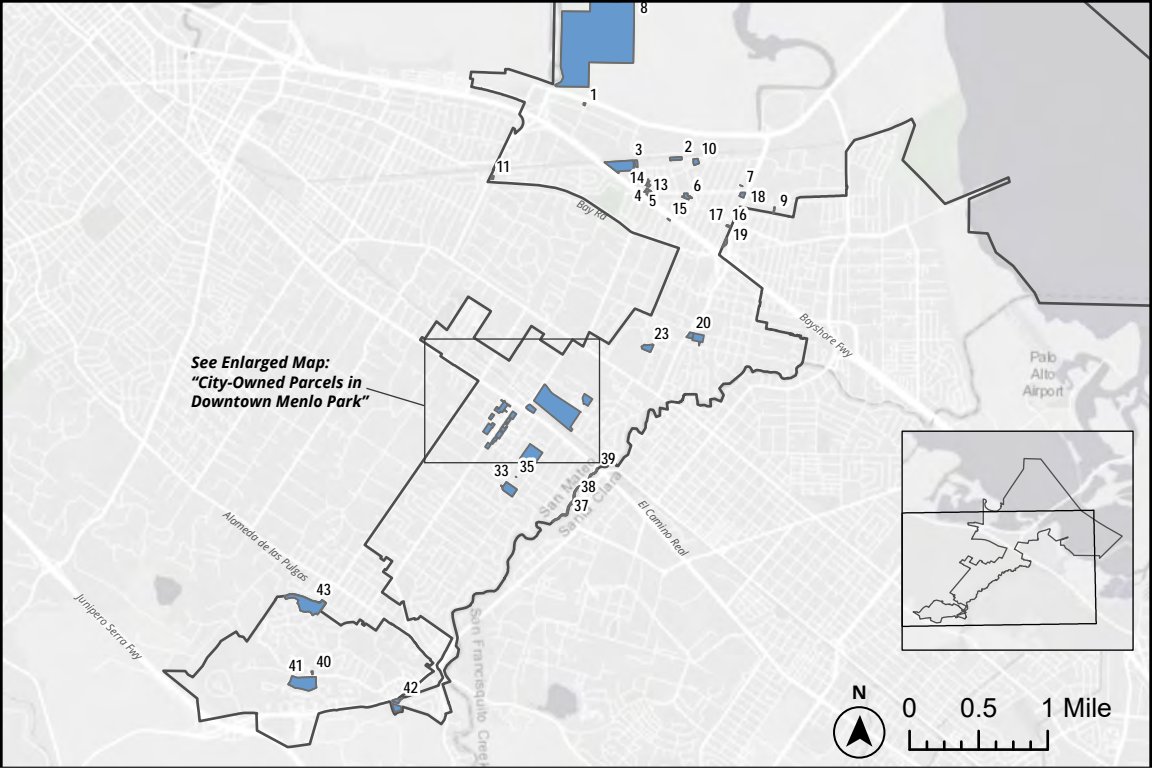 8
1
3
2
10
11
14
13
7
4
5
6
18
9
15
17
16
19
Bay Rd
Bayshore Fwy
23
20
See Enlarged Map:
“City-Owned Parcels in
Downtown Menlo Park”
Palo
Alto
Airport
33
35
39
38
37
San Mateo
Santa Clara
El Camino Real
Alameda de las Pulgas
Junipero Serra Fwy
43
41
40
42
San Francisquito Creek
N
0
0.5
1 Mile